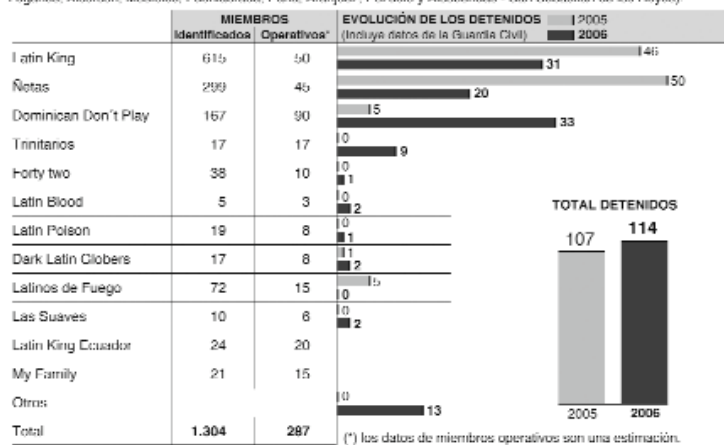 MIEMBROS EVOLUCIÓN DE LOS DETENIDOS 2005
Identificados Operativos* (Incluye datos de la Guardia Civil) 2006
Latin King 615 50 46
31
Ñetas 299 45 50
20
Dominican Don´t Play 167 90 5
33
Trinitarios 17 17 0
9
Forty two 38 10 0
1
Latin Blood 5 3 0
2
Latin Poison 19 8 0
1
Dark Latin Globers 17 8 1
2
Latinos de Fuego 72 15 5
0
Las Suaves 10 6 0
2
Latin King Ecuador 24 20
My Family 21 15
Otros 0
13
Total 1.304 287
TOTAL DETENIDOS
107 114
2005 2006
(*) los datos de miembros operativos son una estimación.